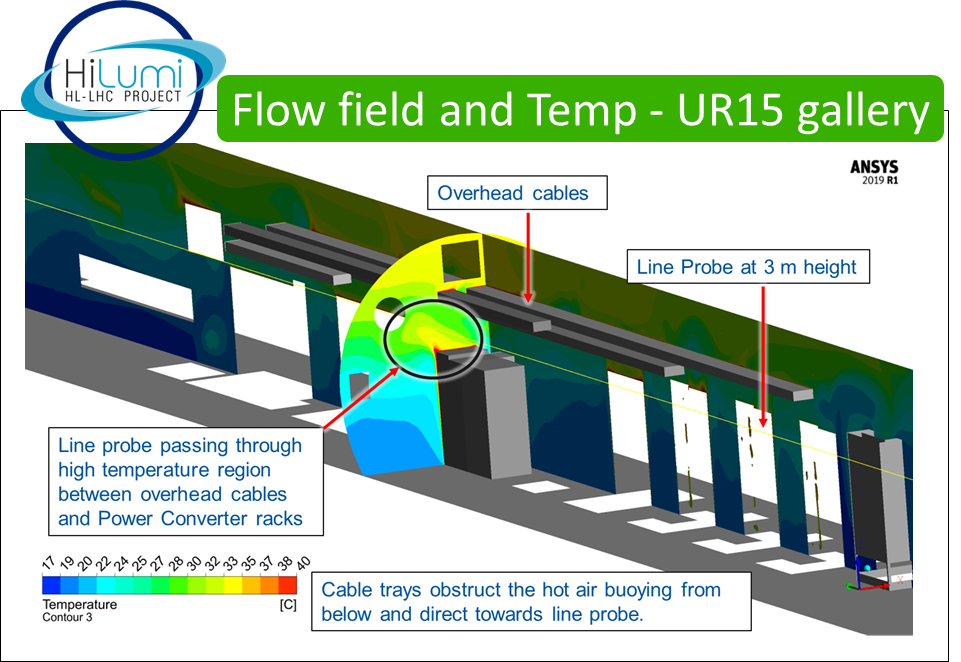 HiLumi
HL-LHC PROJECT
Flow field and Temp - UR15 gallery
ANSYS
2019 R1
Overhead cables
Line Probe at 3 m height
Line probe passing through
high temperature region
between overhead cables
and Power Converter racks
17 19 20 22 24 25 27 28 30 32 33 35 37 38 40
Temperature [C]
Contour 3
Cable trays obstruct the hot air buoying from
below and direct towards line probe.
X